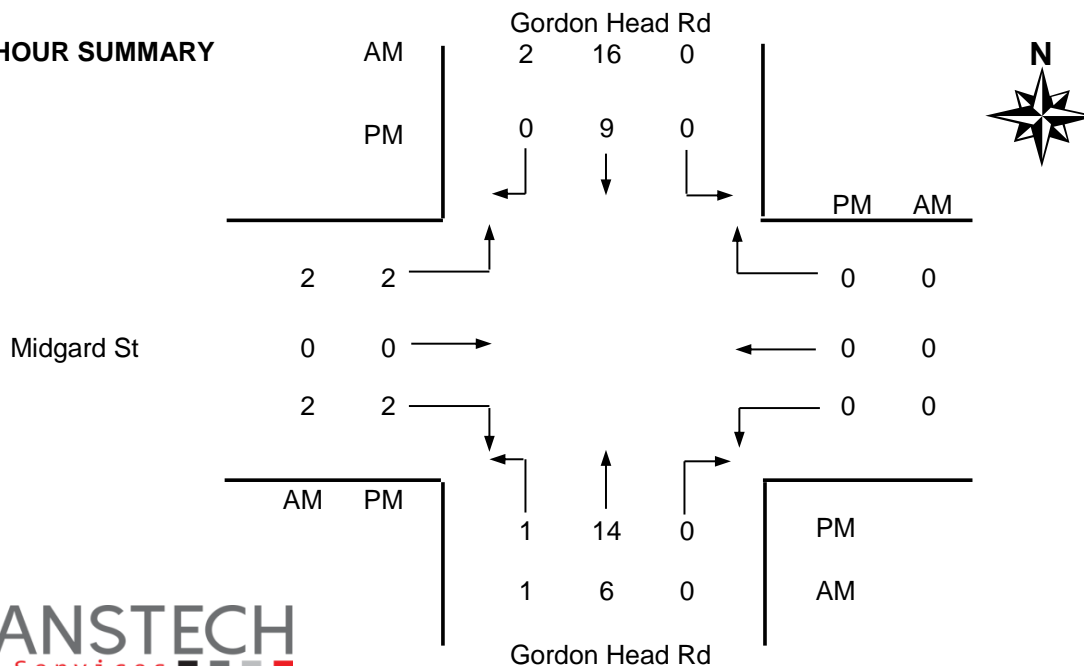 Gordon Head Rd
HOUR SUMMARY AM 2 16 0 N
PM 0 9 0
PM AM
2 2 0 0
Midgard St 0 0 0 0
2 2 0 0
AM PM
1 14 0 PM
1 6 0 AM
ANSTECH
Services
Gordon Head Rd